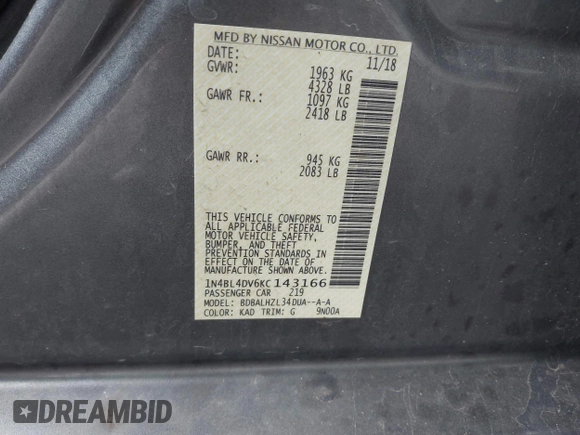 MFD BY NISSAN MOTOR CO., LTD.
DATE: 11/18
GVWR: 1963 KG
4328 LB
GAWR FR.: 1097 KG
2418 LB
GAWR RR.: 945 KG
2083 LB
THIS VEHICLE CONFORMS TO
ALL APPLICABLE FEDERAL
MOTOR VEHICLE SAFETY,
BUMPER, AND THEFT
PREVENTION STANDARDS IN
EFFECT ON THE DATE OF
MANUFACTURE SHOWN ABOVE.
1N4BL4DV6KC143166
PASSENGER CAR 219
MODEL: BDBALHZL34DUA--A-A
COLOR: KAD TRIM: G 9N00A
DREAMBID